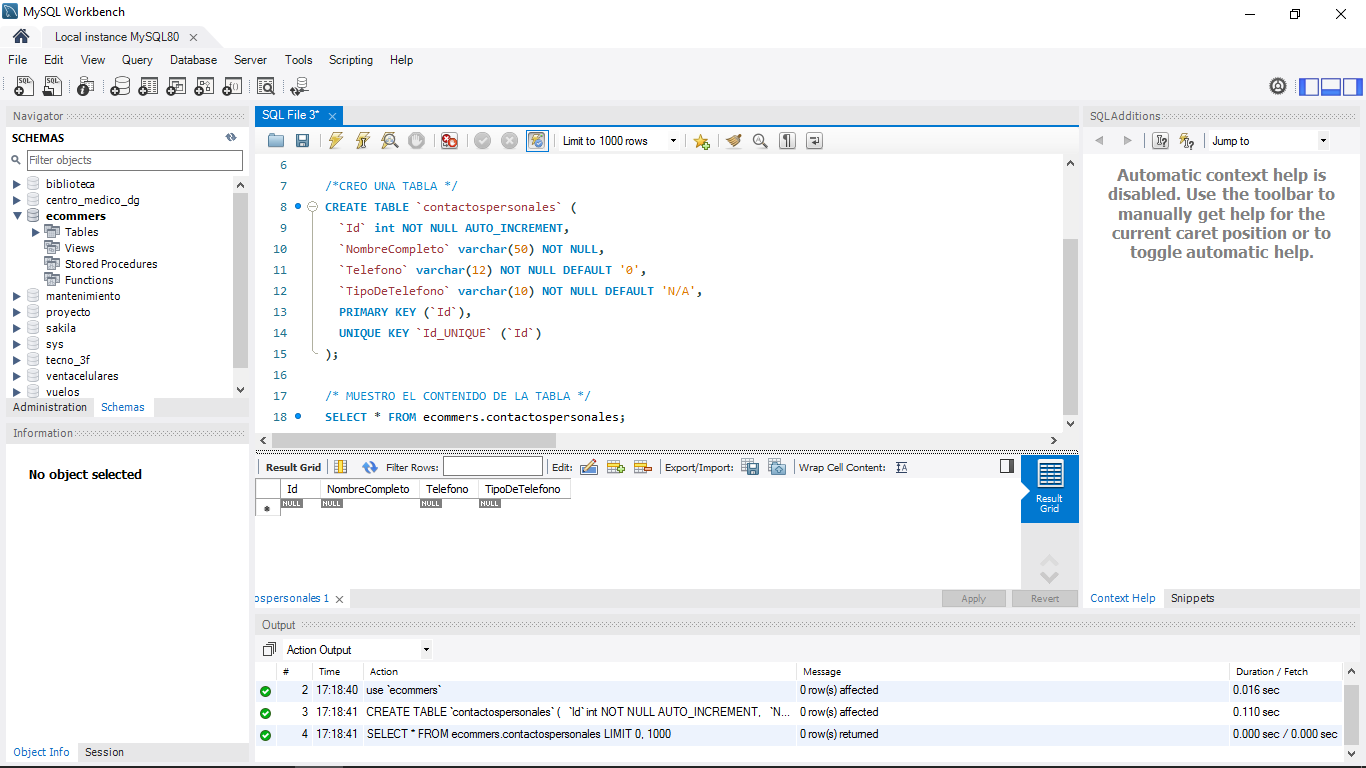 MySQL Workbench
Local instance MySQL80
File Edit View Query Database Server Tools Scripting Help
Navigator
SCHEMAS
Filter objects
biblioteca
centro_medico_dg
ecommers
Tables
Views
Stored Procedures
Functions
mantenimiento
proyecto
sakila
sys
tecno_3f
ventacelulares
vuelos
Administration Schemas
Information
No object selected
Object Info Session
SQL File 3*
Limit to 1000 rows
6
7 /*CREO UNA TABLA */
8 CREATE TABLE `contactospersonales` (
9 `Id` int NOT NULL AUTO_INCREMENT,
10 `NombreCompleto` varchar(50) NOT NULL,
11 `Telefono` varchar(12) NOT NULL DEFAULT '0',
12 `TipoDeTelefono` varchar(10) NOT NULL DEFAULT 'N/A',
13 PRIMARY KEY (`Id`),
14 UNIQUE KEY `Id_UNIQUE` (`Id`)
15 );
16
17 /* MUESTRO EL CONTENIDO DE LA TABLA */
18 SELECT * FROM ecommers.contactospersonales;
Result Grid Filter Rows: Edit: Export/Import: Wrap Cell Content:
Id NombreCompleto Telefono TipoDeTelefono
NULL NULL NULL NULL
Result
Grid
ospersonales 1
Apply Revert
SQLAdditions
Jump to
Automatic context help is
disabled. Use the toolbar to
manually get help for the
current caret position or to
toggle automatic help.
Context Help Snippets
Output
Action Output
# Time Action Message Duration / Fetch
2 17:18:40 use `ecommers` 0 row(s) affected 0.016 sec
3 17:18:41 CREATE TABLE `contactospersonales` ( `Id` int NOT NULL AUTO_INCREMENT, `N... 0 row(s) affected 0.110 sec
4 17:18:41 SELECT * FROM ecommers.contactospersonales LIMIT 0, 1000 0 row(s) returned 0.000 sec / 0.000 sec